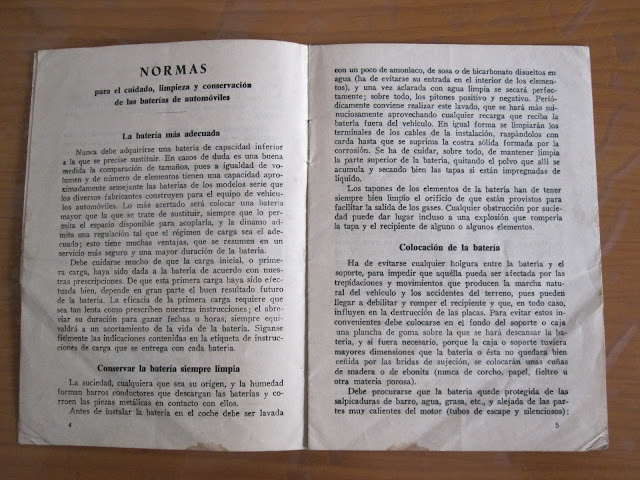 NORMAS
para el cuidado, limpieza y conservación
de las baterías de automóviles
La batería más adecuada
Nunca debe adquirirse una batería de capacidad inferior
a la que se precise sustituir. En casos de duda es una buena
medida la comparación de tamaños, pues a igualdad de vo-
lumen y de número de elementos tienen una capacidad apro-
ximadamente semejante las baterías de los modelos serie que
los diversos fabricantes construyen para el equipo de vehícu-
los automóviles. Lo más acertado será colocar una batería
mayor que la que se trate de sustituir, siempre que lo per-
mita el espacio disponible para acoplarla, y la dínamo ad-
mita una regulación tal que el régimen de carga sea el ade-
cuado; esto tiene muchas ventajas, que se resumen en un
servicio más seguro y una mayor duración de la batería.
Debe cuidarse mucho de que la carga inicial, o prime-
ra carga, haya sido dada a la batería de acuerdo con nues-
tras prescripciones. De que esta primera carga haya sido efec-
tuada bien, depende en gran parte el buen resultado futuro
de la batería. La eficacia de la primera carga requiere que
sea tan lenta como prescriben nuestras instrucciones; el abre-
viar su duración para ganar fechas u horas, siempre equi-
valdrá a un acortamiento de la vida de la batería. Síganse
fielmente las indicaciones contenidas en la etiqueta de instruc-
ciones de carga que se entrega con cada batería.
Conservar la batería siempre limpia
La suciedad, cualquiera que sea su origen, y la humedad
forman barros conductores que descargan las baterías y co-
rroen las piezas metálicas en contacto con ellos.
Antes de instalar la batería en el coche debe ser lavada
4
con un poco de amoniaco, de sosa o de bicarbonato disueltos en
agua (ha de evitarse su entrada en el interior de los elemen-
tos), y una vez aclarada con agua limpia se secará perfec-
tamente; sobre todo, los pitones positivo y negativo. Perió-
dicamente conviene realizar este lavado, que se hará más mi-
nuciosamente aprovechando cualquier recarga que reciba la
batería fuera del vehículo. En igual forma se limpiarán los
terminales de los cables de la instalación, raspándolos con
carda hasta que se suprima la costra sólida formada por la
corrosión. Se ha de cuidar, sobre todo, de mantener limpia
la parte superior de la batería, quitando el polvo que allí se
acumula y secando bien las tapas si están impregnadas de
líquido.
Los tapones de los elementos de la batería han de tener
siempre bien limpio el orificio de que están provistos para
facilitar la salida de los gases. Cualquier obstrucción por sucie-
dad puede dar lugar incluso a una explosión que rompería
la tapa y el recipiente de alguno o algunos elementos.
Colocación de la batería
Ha de evitarse cualquier holgura entre la batería y el
soporte, para impedir que aquélla pueda ser afectada por las
trepidaciones y movimientos que producen la marcha natu-
ral del vehículo y los accidentes del terreno, pues pueden
llegar a debilitar y romper el recipiente y que, en todo caso,
influyen en la destrucción de las placas. Para evitar estos in-
convenientes debe colocarse en el fondo del soporte o caja
una plancha de goma sobre la que se hará descansar la ba-
tería, y si fuera necesario, porque la caja o soporte tuviera
mayores dimensiones que la batería o ésta no quedara bien
ceñida por las bridas de sujeción, se colocarán unas cuñas
de madera o de ebonita (nunca de corcho, papel, fieltro u
otra materia porosa).
Debe procurarse que la batería quede protegida de las
salpicaduras de barro, agua, grasa, etc., y alejada de las par-
tes muy calientes del motor (tubos de escape y silenciosos);
5